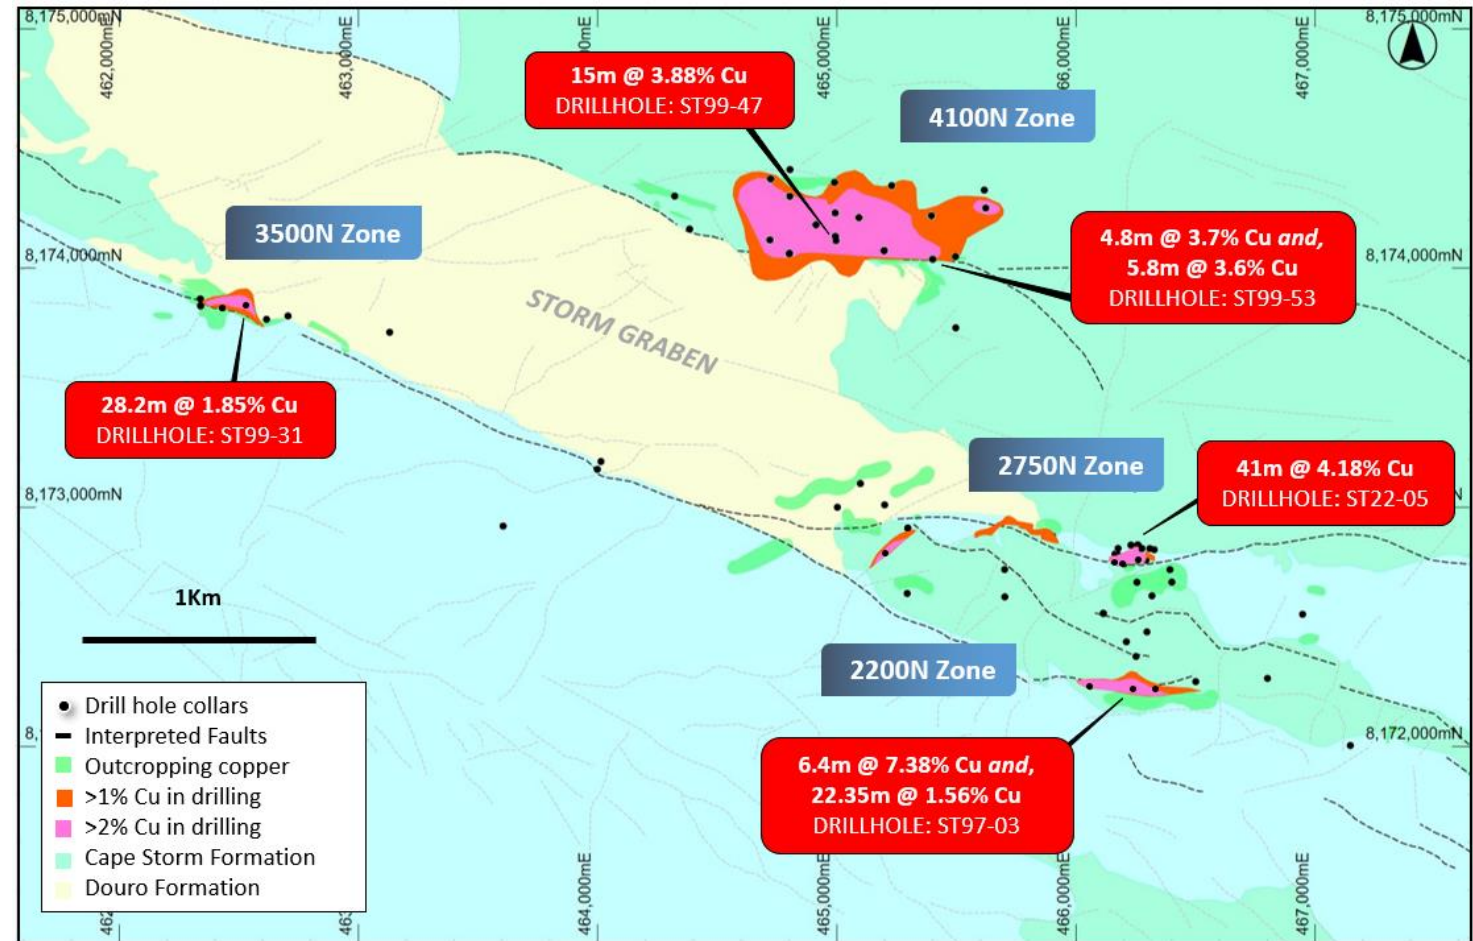 8,175,000mN
8,175,000mN
462,000mE
463,000mE
465,000mE
467,000mE
15m @ 3.88% Cu
DRILLHOLE: ST99-47
4100N Zone
3500N Zone
4.8m @ 3.7% Cu and,
5.8m @ 3.6% Cu
DRILLHOLE: ST99-53
8,174,000mN
8,174,000mN
STORM GRABEN
28.2m @ 1.85% Cu
DRILLHOLE: ST99-31
2750N Zone
41m @ 4.18% Cu
DRILLHOLE: ST22-05
8,173,000mN
1Km
2200N Zone
8,172,000mN
6.4m @ 7.38% Cu and,
22.35m @ 1.56% Cu
DRILLHOLE: ST97-03
Drill hole collars
Interpreted Faults
Outcropping copper
>1% Cu in drilling
>2% Cu in drilling
Cape Storm Formation
Douro Formation
464,000mE
465,000mE
466,000mE
467,000mE